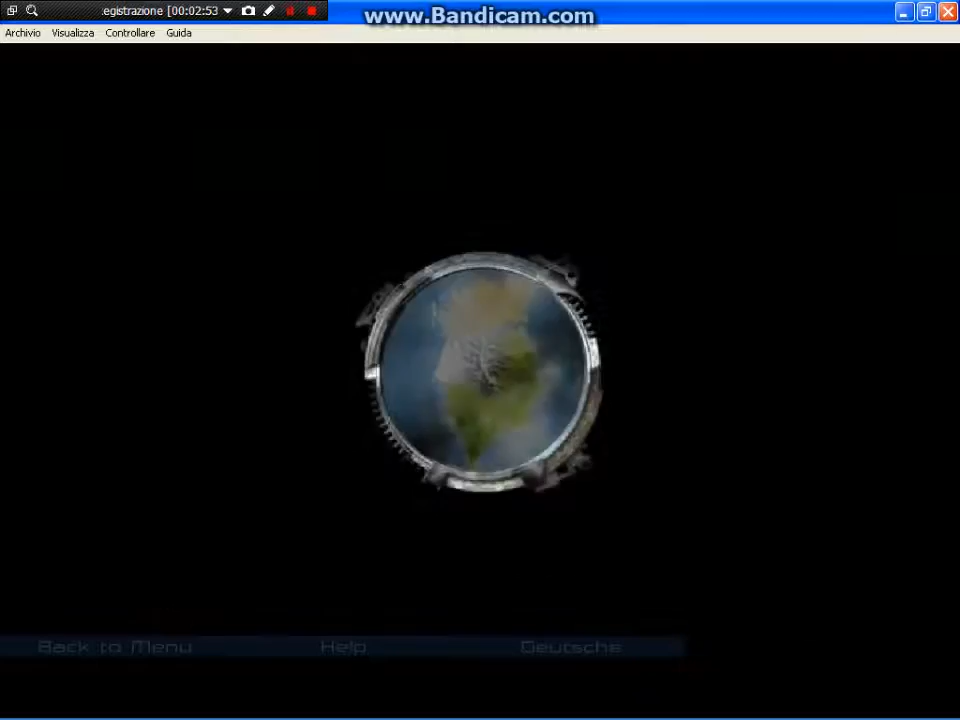 .egistrazione [00:02:53
www.Bandicam.com
Archivio Visualizza Controllare Guida
Back to Menu Help Deutsche